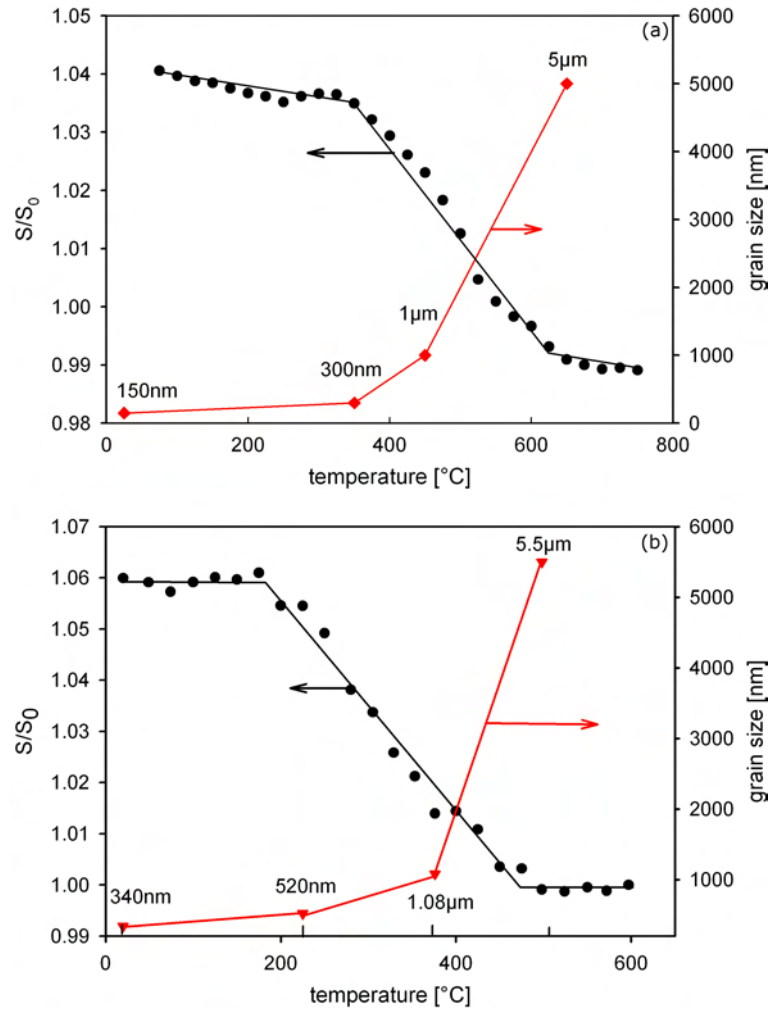 (a)
1.05
1.04
1.03
1.02
1.01
1.00
0.99
0.98
S/S0
6000
5000
4000
3000
2000
1000
0
grain size [nm]
5µm
1µm
300nm
150nm
0 200 400 600 800
temperature [°C]
(b)
1.07
1.06
1.05
1.04
1.03
1.02
1.01
1.00
0.99
S/S0
6000
5000
4000
3000
2000
1000
grain size [nm]
5.5µm
340nm
520nm
1.08µm
0 200 400 600
temperature [°C]